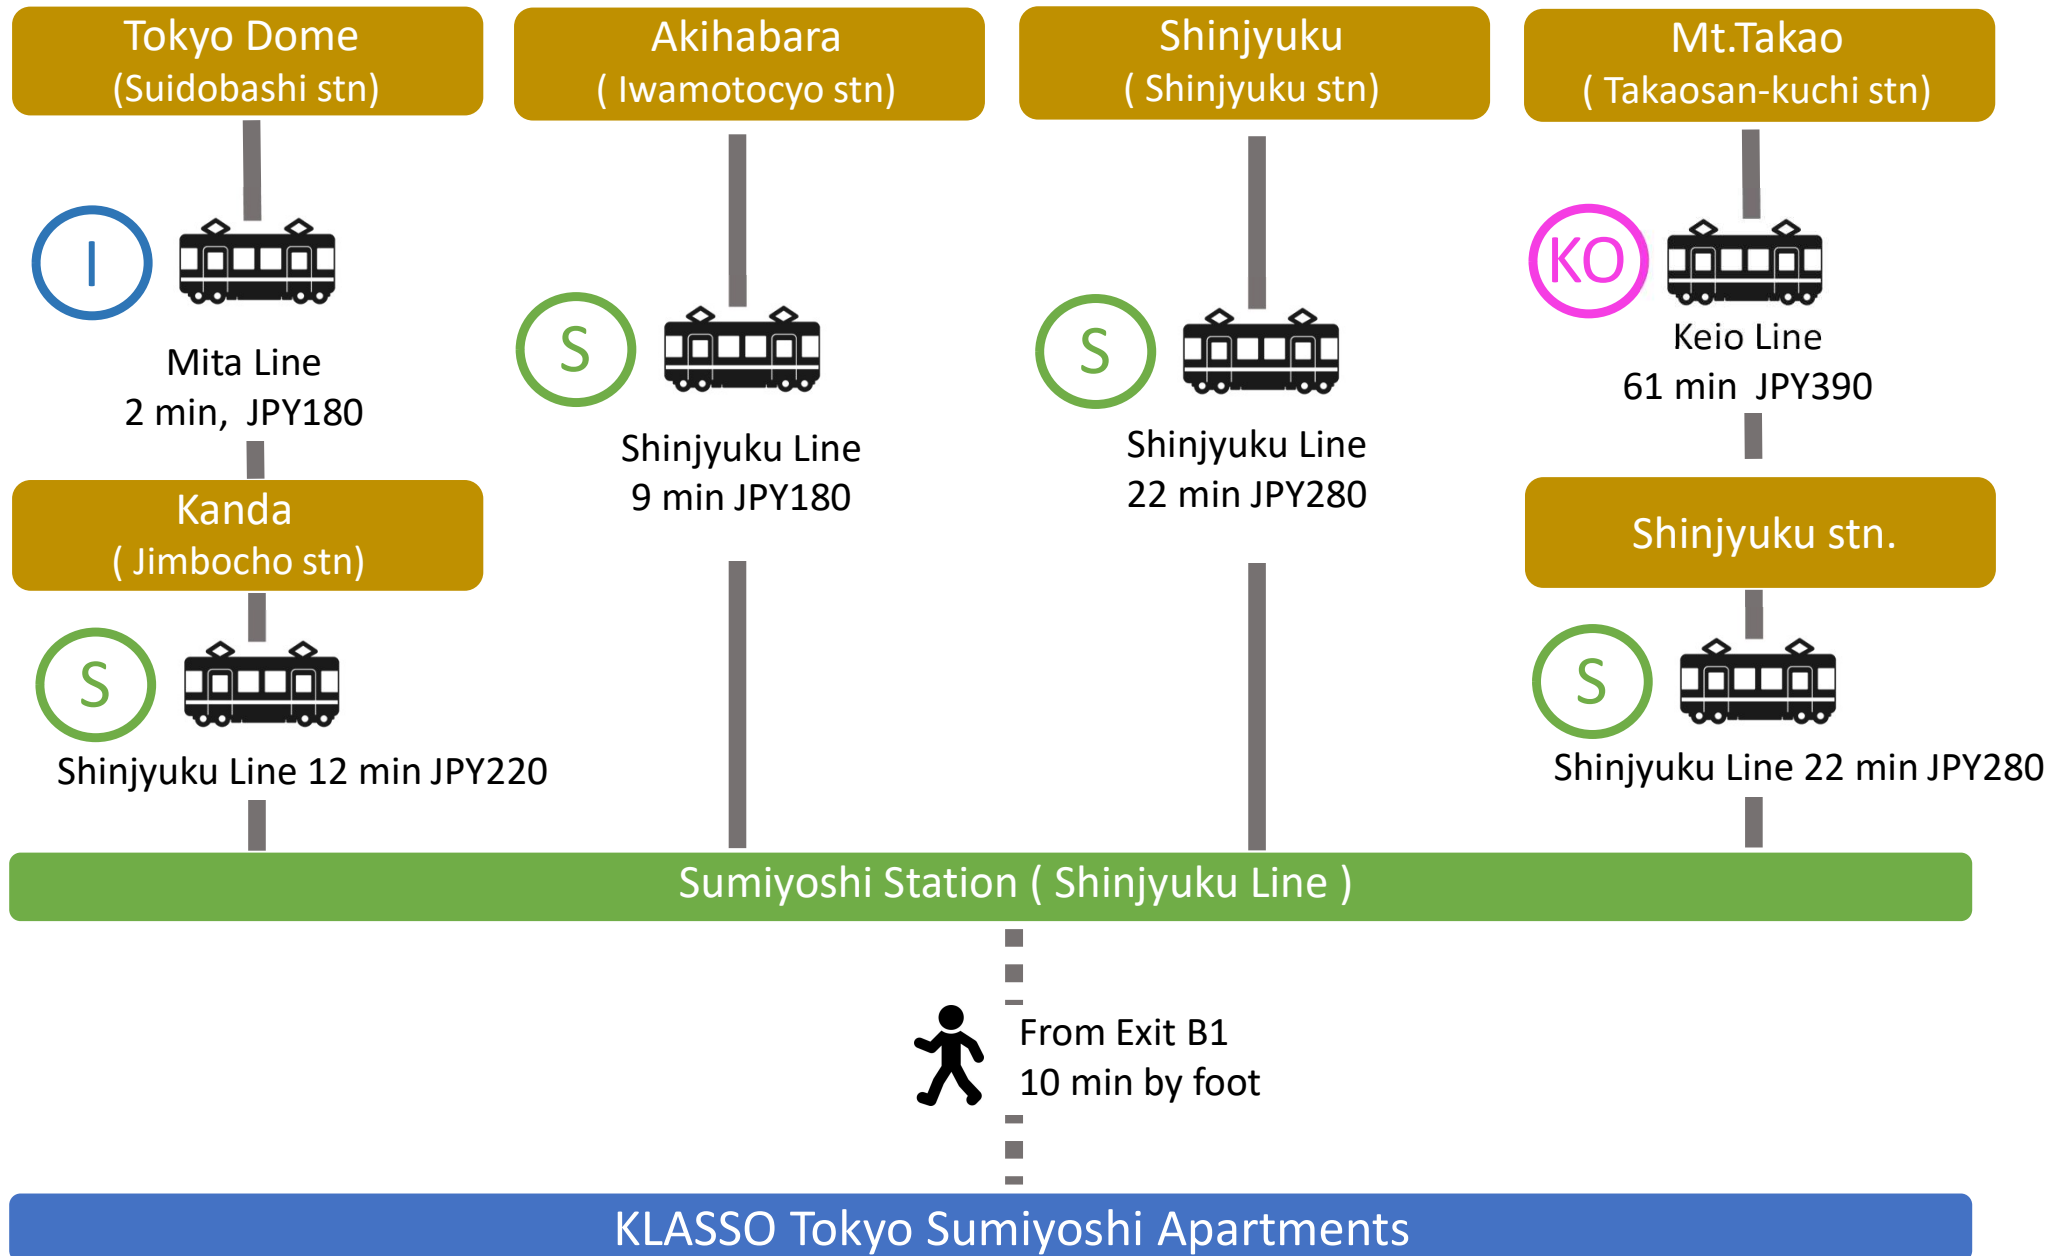 Tokyo Dome
(Suidobashi stn)
I
Mita Line
2 min,  JPY180
Kanda
( Jimbocho stn)
S
Shinjyuku Line 12 min JPY220
Akihabara
( Iwamotocyo stn)
S
Shinjyuku Line
9 min JPY180
Shinjyuku
( Shinjyuku stn)
S
Shinjyuku Line
22 min JPY280
Mt.Takao
( Takaosan-kuchi stn)
KO
Keio Line
61 min  JPY390
Shinjyuku stn.
S
Shinjyuku Line 22 min JPY280
Sumiyoshi Station ( Shinjyuku Line )
From Exit B1
10 min by foot
KLASSO Tokyo Sumiyoshi Apartments